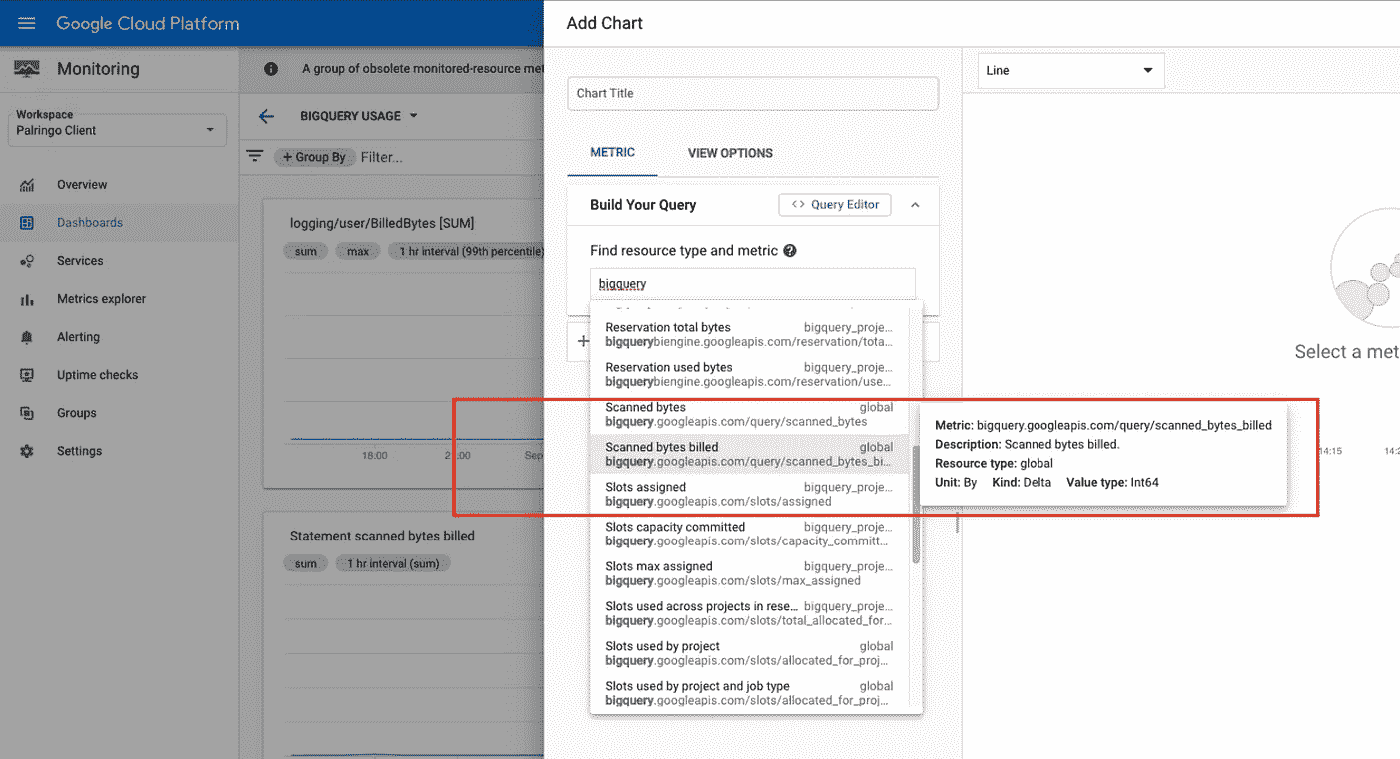 Google Cloud Platform
Add Chart
Monitoring
A group of obsolete monitored-resource
Workspace
Palringo Client
BIGQUERY USAGE
+ Group By Filter...
Overview
Dashboards
Services
Metrics explorer
Alerting
Uptime checks
Groups
Settings
logging/user/BilledBytes [SUM]
sum max 1 hr interval (99th percentile)
18:00 21:00 Sep
Statement scanned bytes billed
sum 1 hr interval (sum)
Chart Title
METRIC VIEW OPTIONS
Build Your Query <> Query Editor
Find resource type and metric ?
bigquery
Reservation total bytes bigquery_proje...
bigquerybiengine.googleapis.com/reservation/tota...
Reservation used bytes bigquery_proje...
bigquerybiengine.googleapis.com/reservation/use...
Scanned bytes global
bigquery.googleapis.com/query/scanned_bytes
Scanned bytes billed global
bigquery.googleapis.com/query/scanned_bytes_bi...
Slots assigned bigquery_proje...
bigquery.googleapis.com/slots/assigned
Slots capacity committed bigquery_proje...
bigquery.googleapis.com/slots/capacity_committ...
Slots max assigned bigquery_proje...
bigquery.googleapis.com/slots/max_assigned
Slots used across projects in rese... bigquery_proje...
bigquery.googleapis.com/slots/total_allocated_for...
Slots used by project global
bigquery.googleapis.com/slots/allocated_for_proj...
Slots used by project and job type global
bigquery.googleapis.com/slots/allocated_for_proj...
Metric: bigquery.googleapis.com/query/scanned_bytes_billed
Description: Scanned bytes billed.
Resource type: global
Unit: By Kind: Delta Value type: Int64
Line
Select a met
14:15 14:2